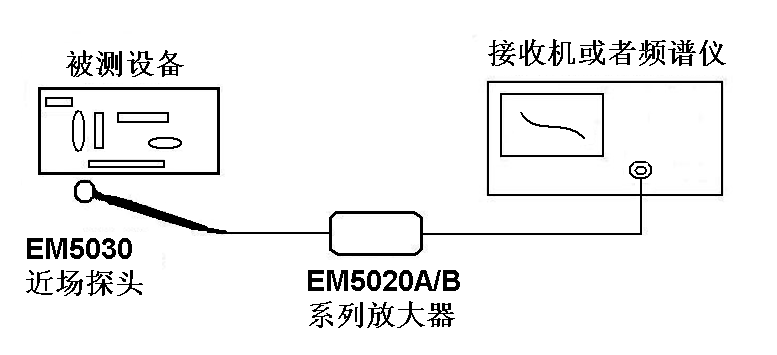 被测设备
接收机或者频谱仪
EM5030
近场探头
EM5020A/B
系列放大器